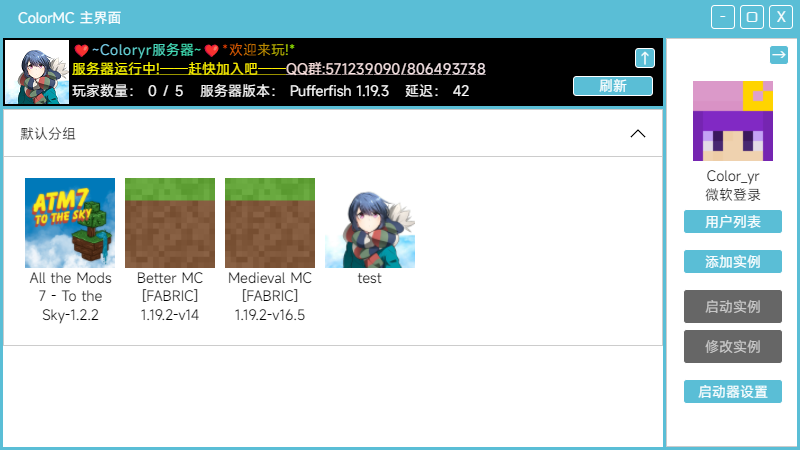 ColorMC 主界面
- □ X
❤~Coloryr服务器~❤*欢迎来玩!*
服务器运行中!——赶快加入吧——QQ群:571239090/806493738
玩家数量： 0 / 5 服务器版本： Pufferfish 1.19.3 延迟： 42
↑
刷新
默认分组
ATM7
TO THE SKY
All the Mods
7 - To the
Sky-1.2.2
Better MC
[FABRIC]
1.19.2-v14
Medieval MC
[FABRIC]
1.19.2-v16.5
test
→
Color_yr
微软登录
用户列表
添加实例
启动实例
修改实例
启动器设置